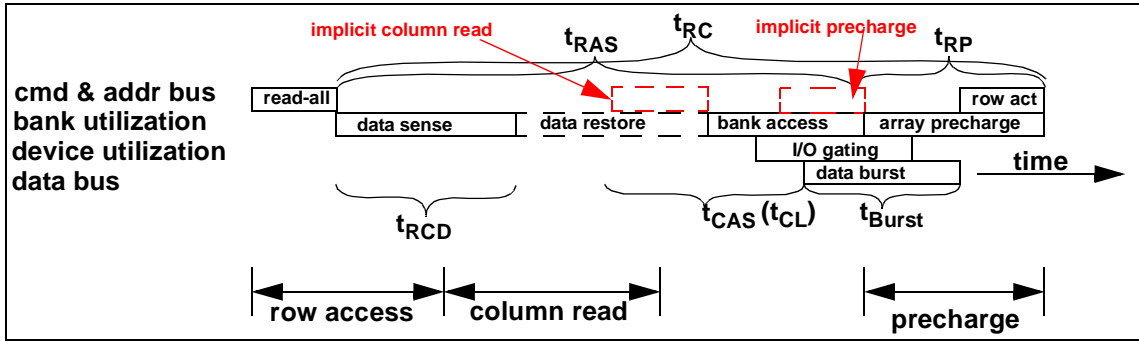 implicit column read
tRC
implicit precharge
tRAS
tRP
cmd & addr bus
read-all
row act
bank utilization
data sense
data restore
bank access
array precharge
device utilization
I/O gating
time
data bus
data burst
tRCD
tCAS (tCL)
tBurst
row access
column read
precharge